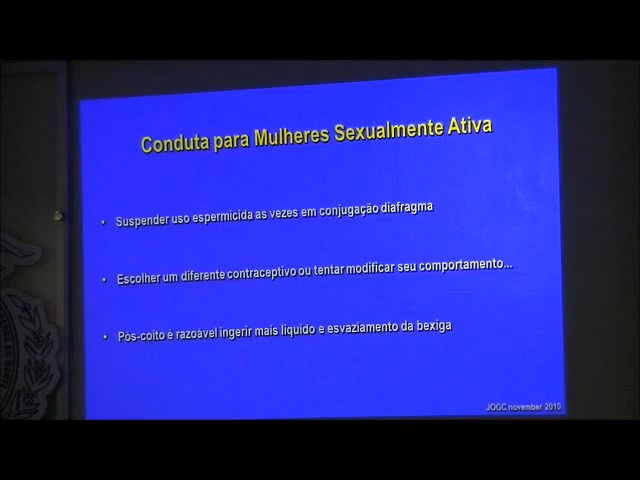 Conduta para Mulheres Sexualmente Ativa
• Suspender uso espermicida as vezes em conjugação diafragma
• Escolher um diferente contraceptivo ou tentar modificar seu comportamento...
• Pós-coito é razoável ingerir mais liquido e esvaziamento da bexiga
JOGC november 2010